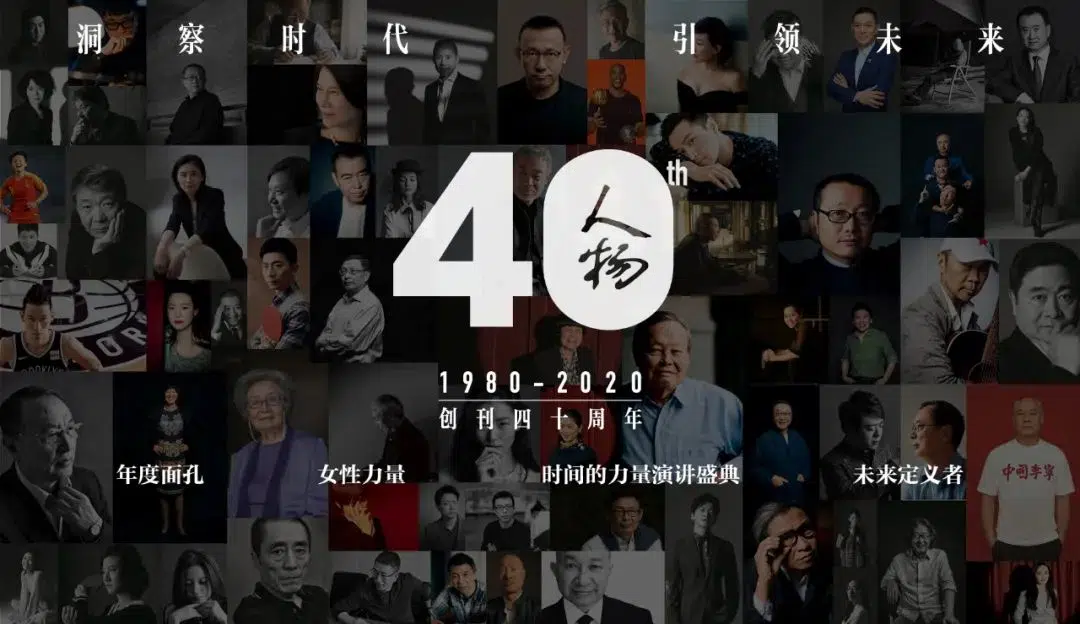 洞察时代 引领未来
40th
人物
1980-2020
创刊四十周年
年度面孔 女性力量 时间的力量演讲盛典 未来定义者
中国李宁